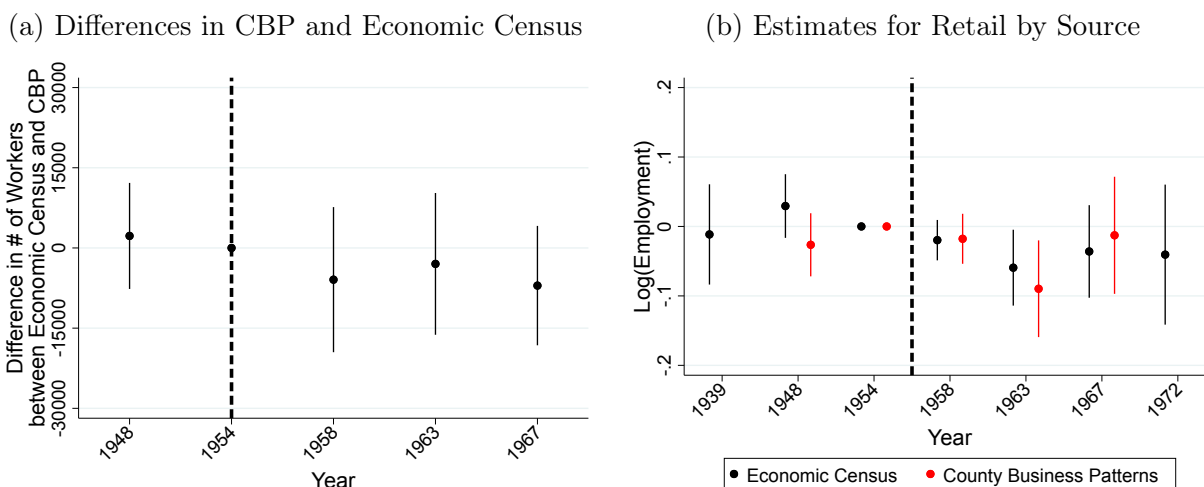 (a) Differences in CBP and Economic Census
Difference in # of Workers
between Economic Census and CBP
30000
15000
0
-15000
-30000
1948
1954
1958
1963
1967
Year
(b) Estimates for Retail by Source
Log(Employment)
.2
.1
0
-.1
-.2
1939
1948
1954
1958
1963
1967
1972
Year
Economic Census
County Business Patterns